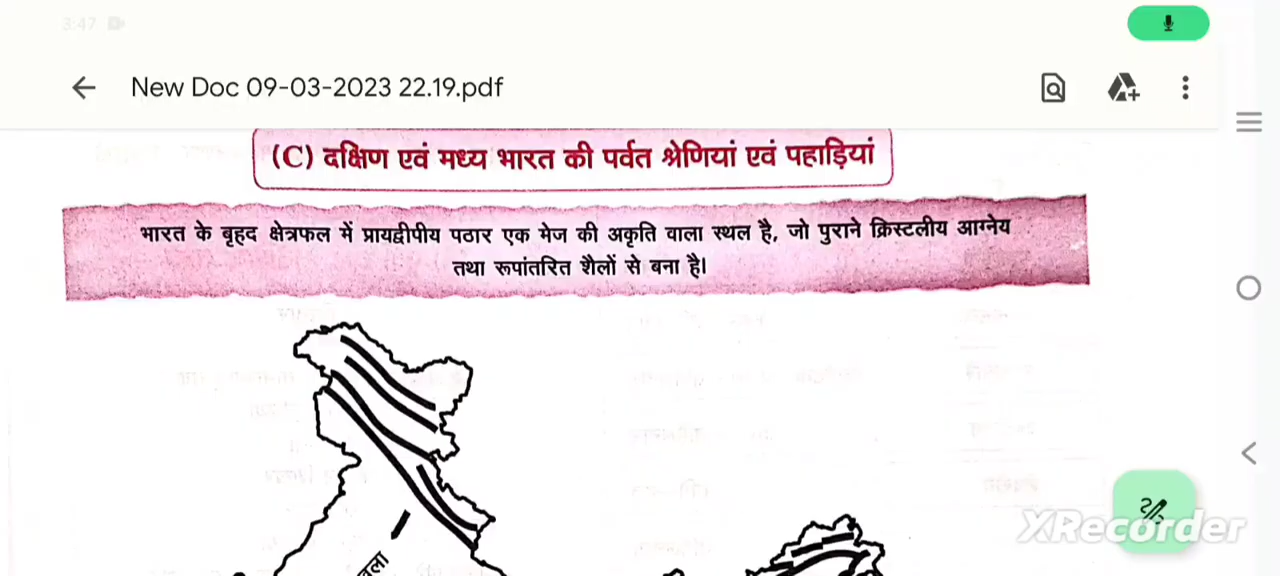 3:47
New Doc 09-03-2023 22.19.pdf
(C) दक्षिण एवं मध्य भारत की पर्वत श्रेणियां एवं पहाड़ियां
भारत के बृहद क्षेत्रफल में प्रायद्वीपीय पठार एक मेज की अकृति वाला स्थल है, जो पुराने क्रिस्टलीय आग्नेय
तथा रूपांतरित शैलों से बना है।
XRecorder